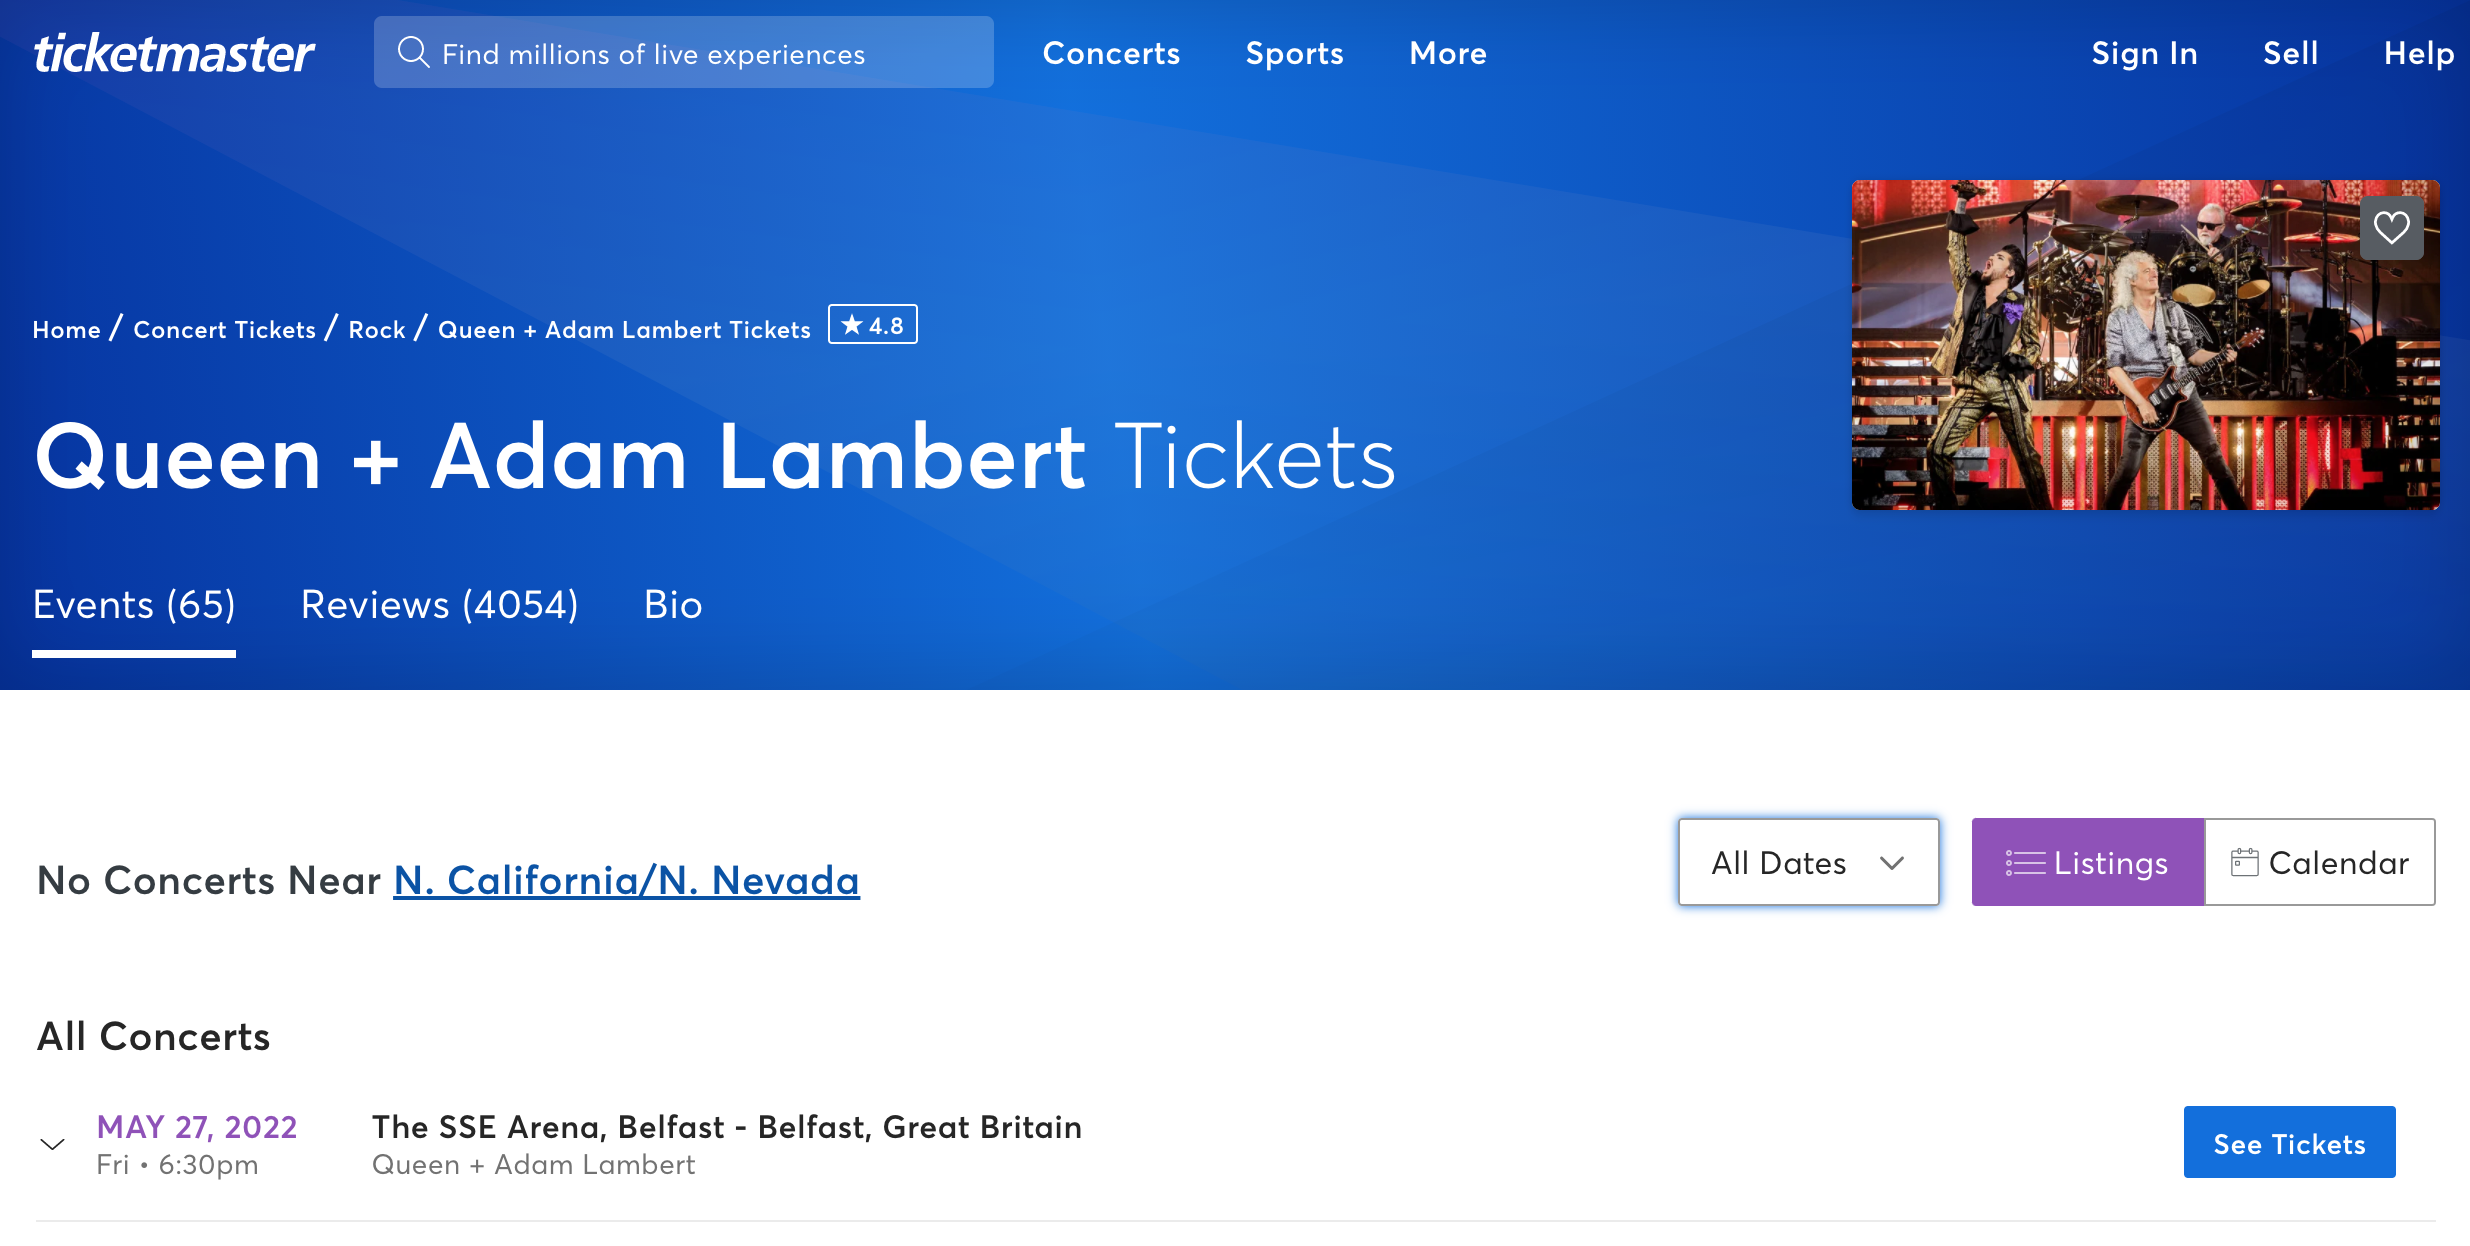 ticketmaster
Find millions of live experiences
Concerts
Sports
More
Sign In
Sell
Help
Home / Concert Tickets / Rock / Queen + Adam Lambert Tickets ★ 4.8
Queen + Adam Lambert Tickets
Events (65)
Reviews (4054)
Bio
No Concerts Near N. California/N. Nevada
All Dates
Listings
Calendar
All Concerts
MAY 27, 2022
Fri • 6:30pm
The SSE Arena, Belfast - Belfast, Great Britain
Queen + Adam Lambert
See Tickets